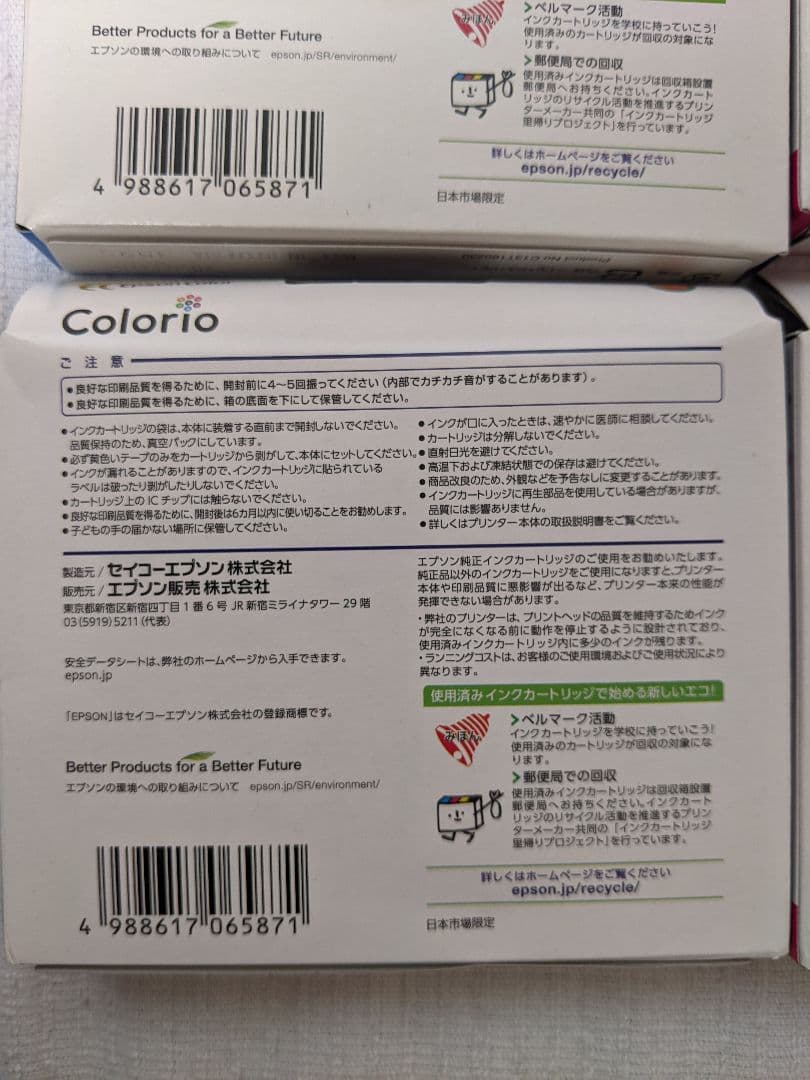 Better Products for a Better Future
エプソンの環境への取り組みについて epson.jp/SR/environment/
4 988617 065871
みほん
ベルマーク活動
インクカートリッジを学校に持っていこう!
使用済みのカートリッジが回収の対象にな
ります。
郵便局での回収
使用済みインクカートリッジは回収箱設置
郵便局へお持ちください。インクカート
リッジのリサイクル活動を推進するプリン
ターメーカー共同の「インクカートリッジ
里帰りプロジェクト」を行っています。
詳しくはホームページをご覧ください
epson.jp/recycle/
日本市場限定
Colorio
ご注意
●良好な印刷品質を得るために、開封前に4〜5回振ってください(内部でカチカチ音がすることがあります)。
●良好な印刷品質を得るために、箱の底面を下にして保管してください。
●インクカートリッジの袋は、本体に装着する直前まで開封しないでください。
品質保持のため、真空パックにしています。
●必ず黄色いテープのみをカートリッジから剥がして、本体にセットしてください。
●インクが漏れることがありますので、インクカートリッジに貼られている
ラベルは破ったり剥がしたりしないでください。
●カートリッジ上のICチップには触らないでください。
●良好な印刷品質を得るために、開封後は6カ月以内に使い切ることをお勧めします。
●子どもの手の届かない場所に保管してください。
●インクが口に入ったときは、速やかに医師に相談してください。
●カートリッジは分解しないでください。
●直射日光を避けてください。
●高温下および凍結状態での保存は避けてください。
●商品改良のため、外観などを予告なしに変更することがあります。
●インクカートリッジに再生部品を使用している場合がありますが、
品質には影響ありません。
●詳しくはプリンター本体の取扱説明書をご覧ください。
製造元/セイコーエプソン株式会社
販売元/エプソン販売株式会社
東京都新宿区新宿四丁目1番6号 JR新宿ミライナタワー29階
03(5919)5211(代表)
安全データシートは、弊社のホームページから入手できます。
epson.jp
「EPSON」はセイコーエプソン株式会社の登録商標です。
Better Products for a Better Future
エプソンの環境への取り組みについて epson.jp/SR/environment/
4 988617 065871
エプソン純正インクカートリッジのご使用をお勧めいたします。
純正品以外のインクカートリッジをご使用になりますと、プリンター
本体や印刷品質に悪影響が出るなど、プリンター本来の性能が
発揮できない場合があります。
・弊社のプリンターは、プリントヘッドの品質を維持するためインク
が完全になくなる前に動作を停止するように設計されており、
使用済みインクカートリッジ内に多少のインクが残ります。
・ランニングコストは、お客様のご使用環境およびご使用状況により
異なります。
使用済みインクカートリッジで始める新しいエコ!
みほん
ベルマーク活動
インクカートリッジを学校に持っていこう!
使用済みのカートリッジが回収の対象にな
ります。
郵便局での回収
使用済みインクカートリッジは回収箱設置
郵便局へお持ちください。インクカート
リッジのリサイクル活動を推進するプリン
ターメーカー共同の「インクカートリッジ
里帰りプロジェクト」を行っています。
詳しくはホームページをご覧ください
epson.jp/recycle/
日本市場限定